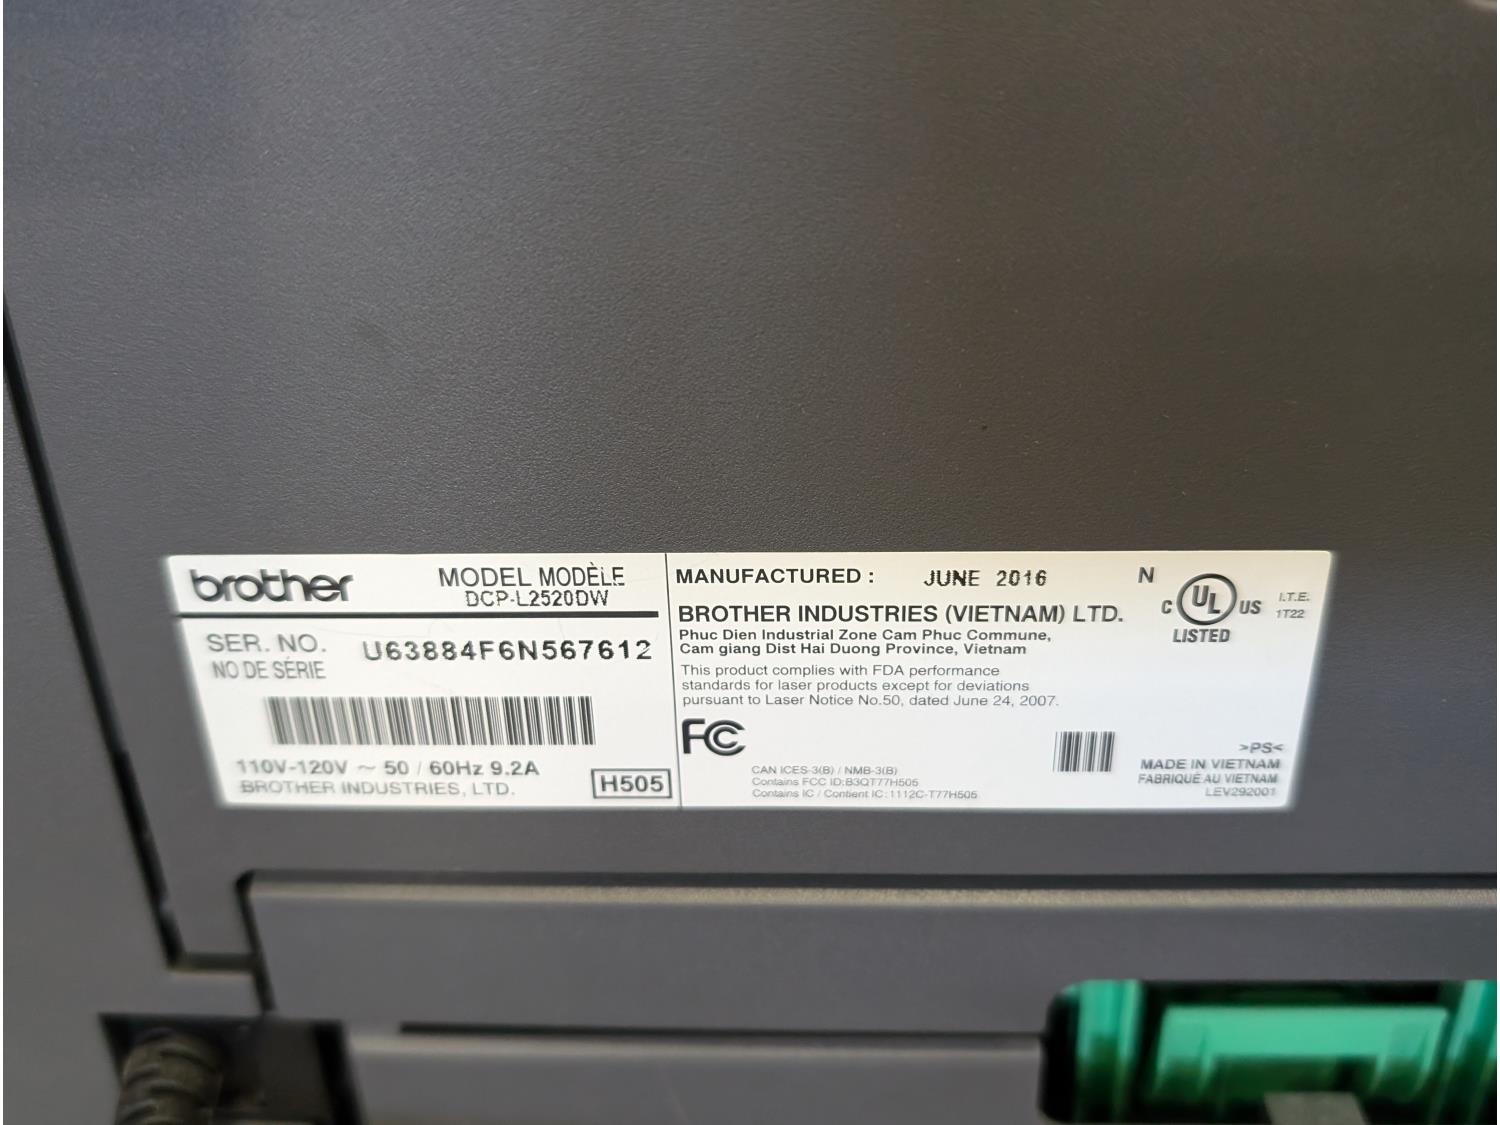 brother
MODEL MODÈLE
DCP-L2520DW
SER. NO.
NO DE SÉRIE
U63884F6N567612
110V-120V ~ 50 / 60Hz 9.2A
BROTHER INDUSTRIES, LTD.
H505
MANUFACTURED : JUNE 2016
N
BROTHER INDUSTRIES (VIETNAM) LTD.
Phuc Dien Industrial Zone Cam Phuc Commune,
Cam giang Dist Hai Duong Province, Vietnam
This product complies with FDA performance
standards for laser products except for deviations
pursuant to Laser Notice No.50, dated June 24, 2007.
FC
CAN ICES-3(B) / NMB-3(B)
Contains FCC ID:B3QT77H505
Contains IC / Contient IC:1112C-T77H505
C UL US
LISTED
I.T.E.
1T22
>PS<
MADE IN VIETNAM
FABRIQUÉ AU VIETNAM
LEV292001